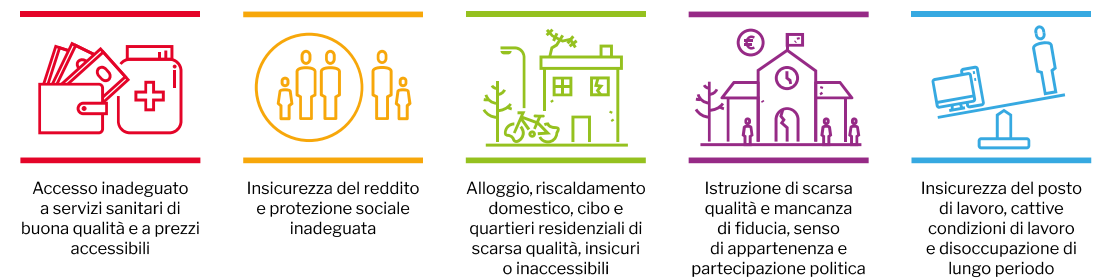 Accesso inadeguato
a servizi sanitari di
buona qualità e a prezzi
accessibili
Insicurezza del reddito
e protezione sociale
inadeguata
Alloggio, riscaldamento
domestico, cibo e
quartieri residenziali di
scarsa qualità, insicuri
o inaccessibili
€
Istruzione di scarsa
qualità e mancanza
di fiducia, senso
di appartenenza e
partecipazione politica
Insicurezza del posto
di lavoro, cattive
condizioni di lavoro
e disoccupazione di
lungo periodo